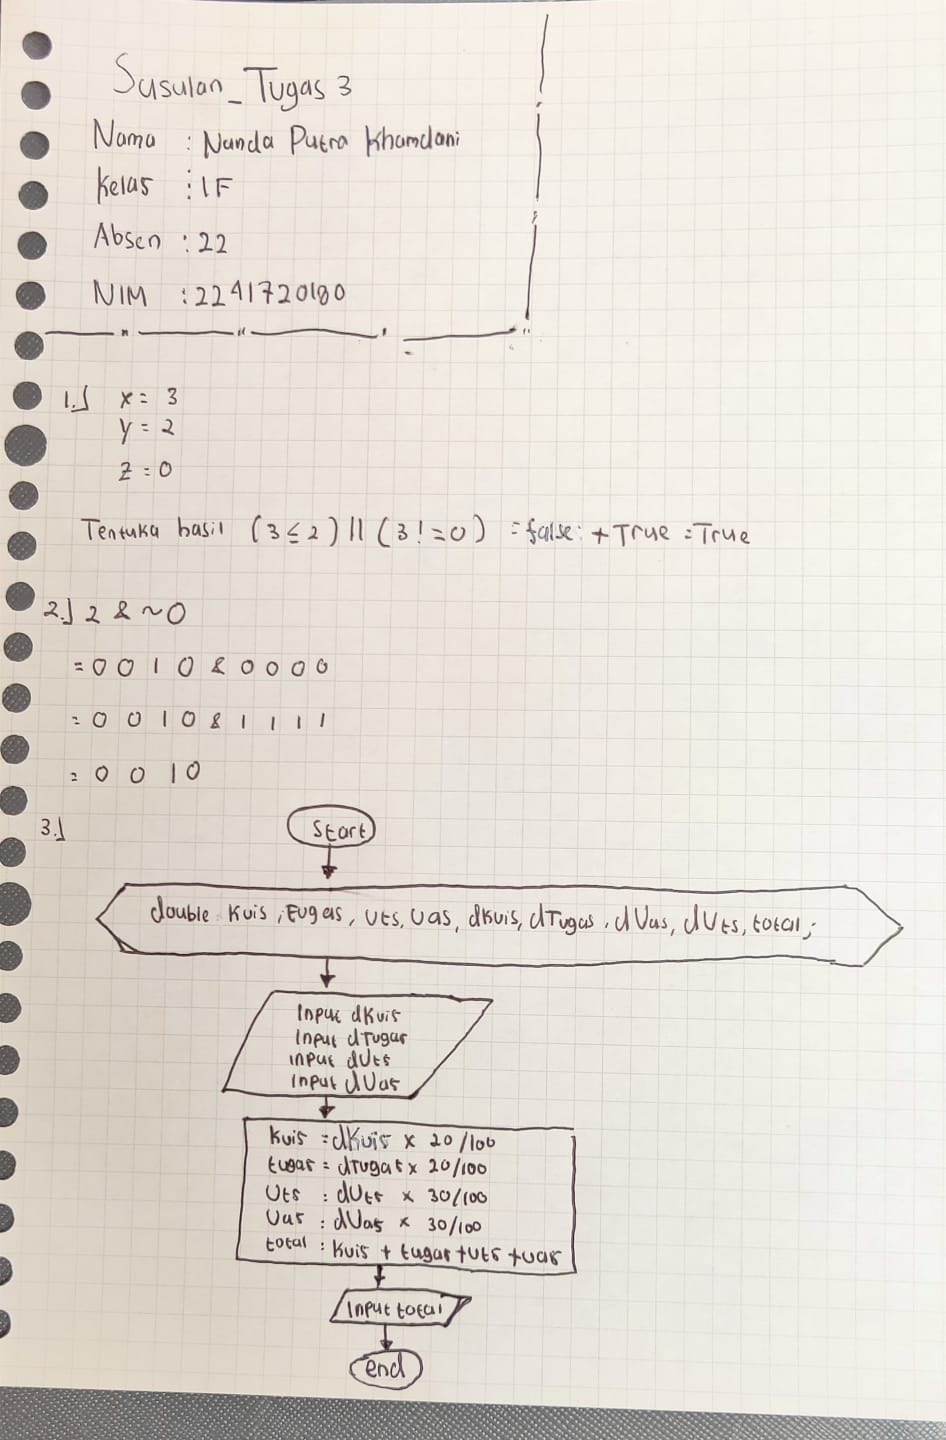 Susulan_Tugas 3
Nama : Nanda Putra Khamdani
Kelas : 1F
Absen : 22
NIM : 2241720180
1.) x = 3
y = 2
z = 0
Tentuka hasil (3 ≤ 2) || (3 != 0) = false + True = True
2.) 2 & ~0
= 0 0 1 0 & 0 0 0 0
= 0 0 1 0 & 1 1 1 1
= 0 0 1 0
3.)
Start
double kuis, tugas, uts, uas, dkuis, dTugas, dUas, dUts, total;
Input dKuis
Input dTugas
input dUts
Input dUas
kuis = dKuis x 20/100
tugas = dTugas x 20/100
Uts = dUts x 30/100
Uas = dUas x 30/100
total = kuis + tugas + uts + uas
Input total
end